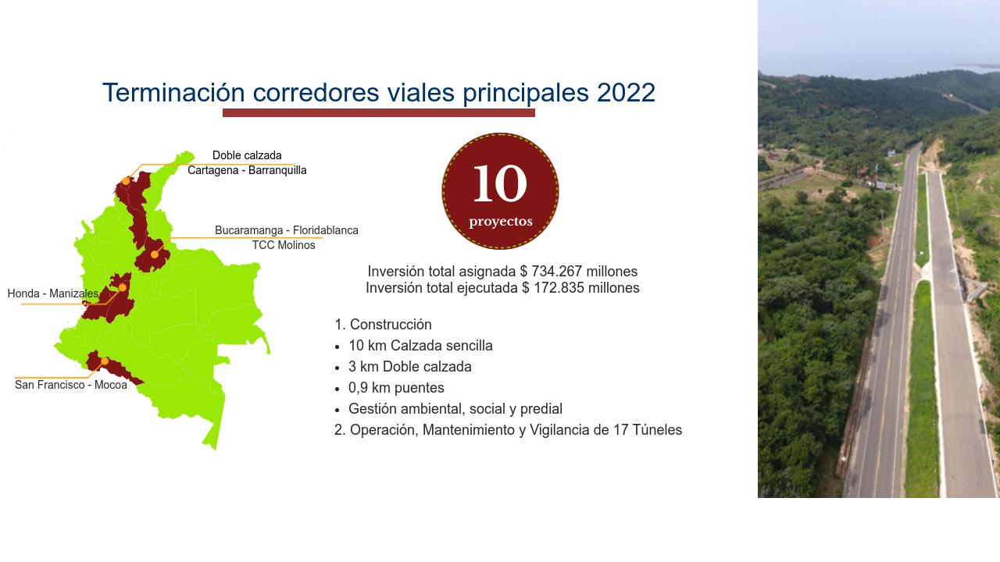 Terminación corredores viales principales 2022
Doble calzada
Cartagena - Barranquilla
Bucaramanga - Floridablanca
TCC Molinos
Honda - Manizales
San Francisco - Mocoa
10
proyectos
Inversión total asignada $ 734.267 millones
Inversión total ejecutada $ 172.835 millones
1. Construcción
• 10 km Calzada sencilla
• 3 km Doble calzada
• 0,9 km puentes
• Gestión ambiental, social y predial
2. Operación, Mantenimiento y Vigilancia de 17 Túneles